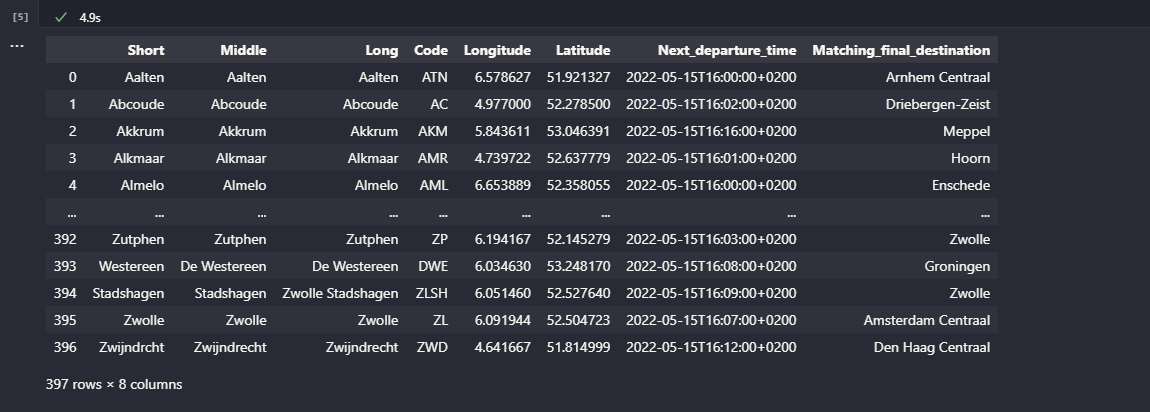 [5] 4.9s
...
Short Middle Long Code Longitude Latitude Next_departure_time Matching_final_destination
0 Aalten Aalten Aalten ATN 6.578627 51.921327 2022-05-15T16:00:00+0200 Arnhem Centraal
1 Abcoude Abcoude Abcoude AC 4.977000 52.278500 2022-05-15T16:02:00+0200 Driebergen-Zeist
2 Akkrum Akkrum Akkrum AKM 5.843611 53.046391 2022-05-15T16:16:00+0200 Meppel
3 Alkmaar Alkmaar Alkmaar AMR 4.739722 52.637779 2022-05-15T16:01:00+0200 Hoorn
4 Almelo Almelo Almelo AML 6.653889 52.358055 2022-05-15T16:00:00+0200 Enschede
... ... ... ... ... ... ... ... ...
392 Zutphen Zutphen Zutphen ZP 6.194167 52.145279 2022-05-15T16:03:00+0200 Zwolle
393 Westereen De Westereen De Westereen DWE 6.034630 53.248170 2022-05-15T16:08:00+0200 Groningen
394 Stadshagen Stadshagen Zwolle Stadshagen ZLSH 6.051460 52.527640 2022-05-15T16:09:00+0200 Zwolle
395 Zwolle Zwolle Zwolle ZL 6.091944 52.504723 2022-05-15T16:07:00+0200 Amsterdam Centraal
396 Zwijndrcht Zwijndrecht Zwijndrecht ZWD 4.641667 51.814999 2022-05-15T16:12:00+0200 Den Haag Centraal
397 rows × 8 columns